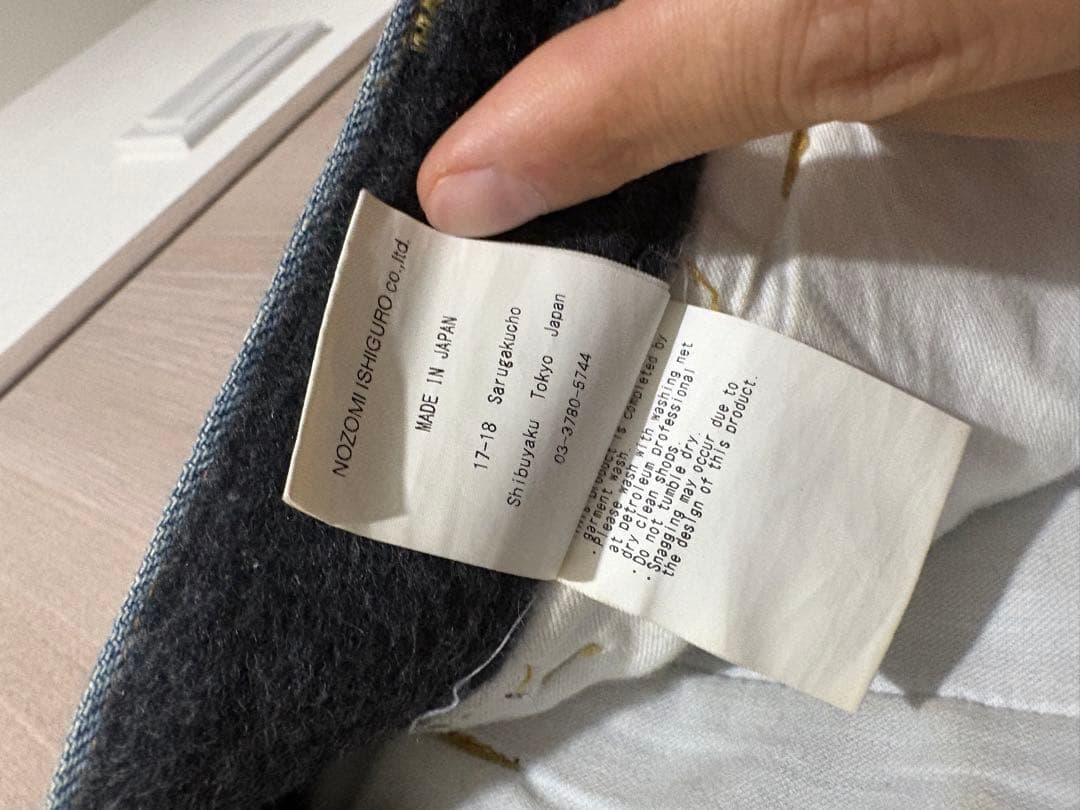 NOZOMI ISHIGURO co.,ltd.
MADE IN JAPAN
17-18 Sarugakucho
Shibuyaku Tokyo Japan
03-3780-5744
product is completed by
garment wash.
・please wash with washing net
at petroleum professional
dry clean shops.
・Do not tumble dry.
・Snagging may occur due to
the design of this product.